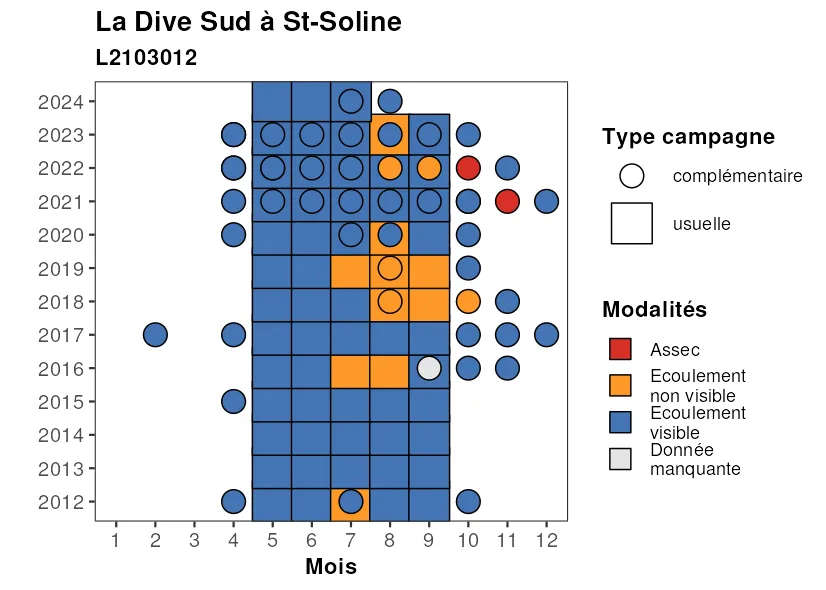 La Dive Sud à St-Soline
L2103012
2024
2023
2022
2021
2020
2019
2018
2017
2016
2015
2014
2013
2012
1 2 3 4 5 6 7 8 9 10 11 12
Mois
Type campagne
complémentaire
usuelle
Modalités
Assec
Ecoulement
non visible
Ecoulement
visible
Donnée
manquante